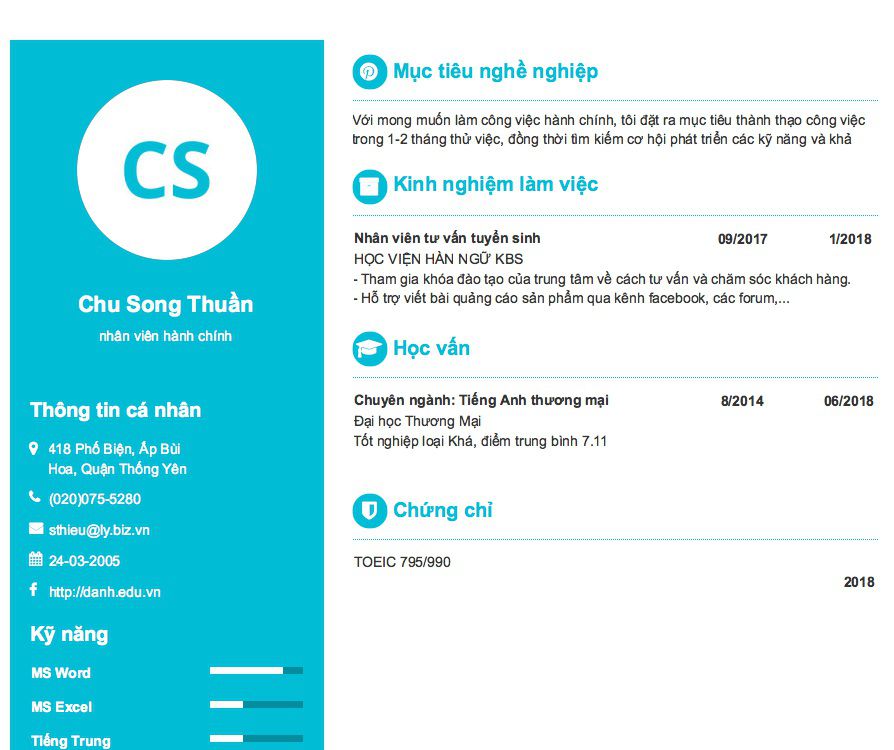 CS
Chu Song Thuần
nhân viên hành chính
Thông tin cá nhân
418 Phố Biện, Ấp Bùi
Hoa, Quận Thống Yên
(020)075-5280
sthieu@ly.biz.vn
24-03-2005
http://danh.edu.vn
Kỹ năng
MS Word
MS Excel
Tiếng Trung
Mục tiêu nghề nghiệp
Với mong muốn làm công việc hành chính, tôi đặt ra mục tiêu thành thạo công việc
trong 1-2 tháng thử việc, đồng thời tìm kiếm cơ hội phát triển các kỹ năng và khả
Kinh nghiệm làm việc
Nhân viên tư vấn tuyển sinh 09/2017 1/2018
HỌC VIỆN HÀN NGỮ KBS
- Tham gia khóa đào tạo của trung tâm về cách tư vấn và chăm sóc khách hàng.
- Hỗ trợ viết bài quảng cáo sản phẩm qua kênh facebook, các forum,...
Học vấn
Chuyên ngành: Tiếng Anh thương mại 8/2014 06/2018
Đại học Thương Mại
Tốt nghiệp loại Khá, điểm trung bình 7.11
Chứng chỉ
TOEIC 795/990
2018